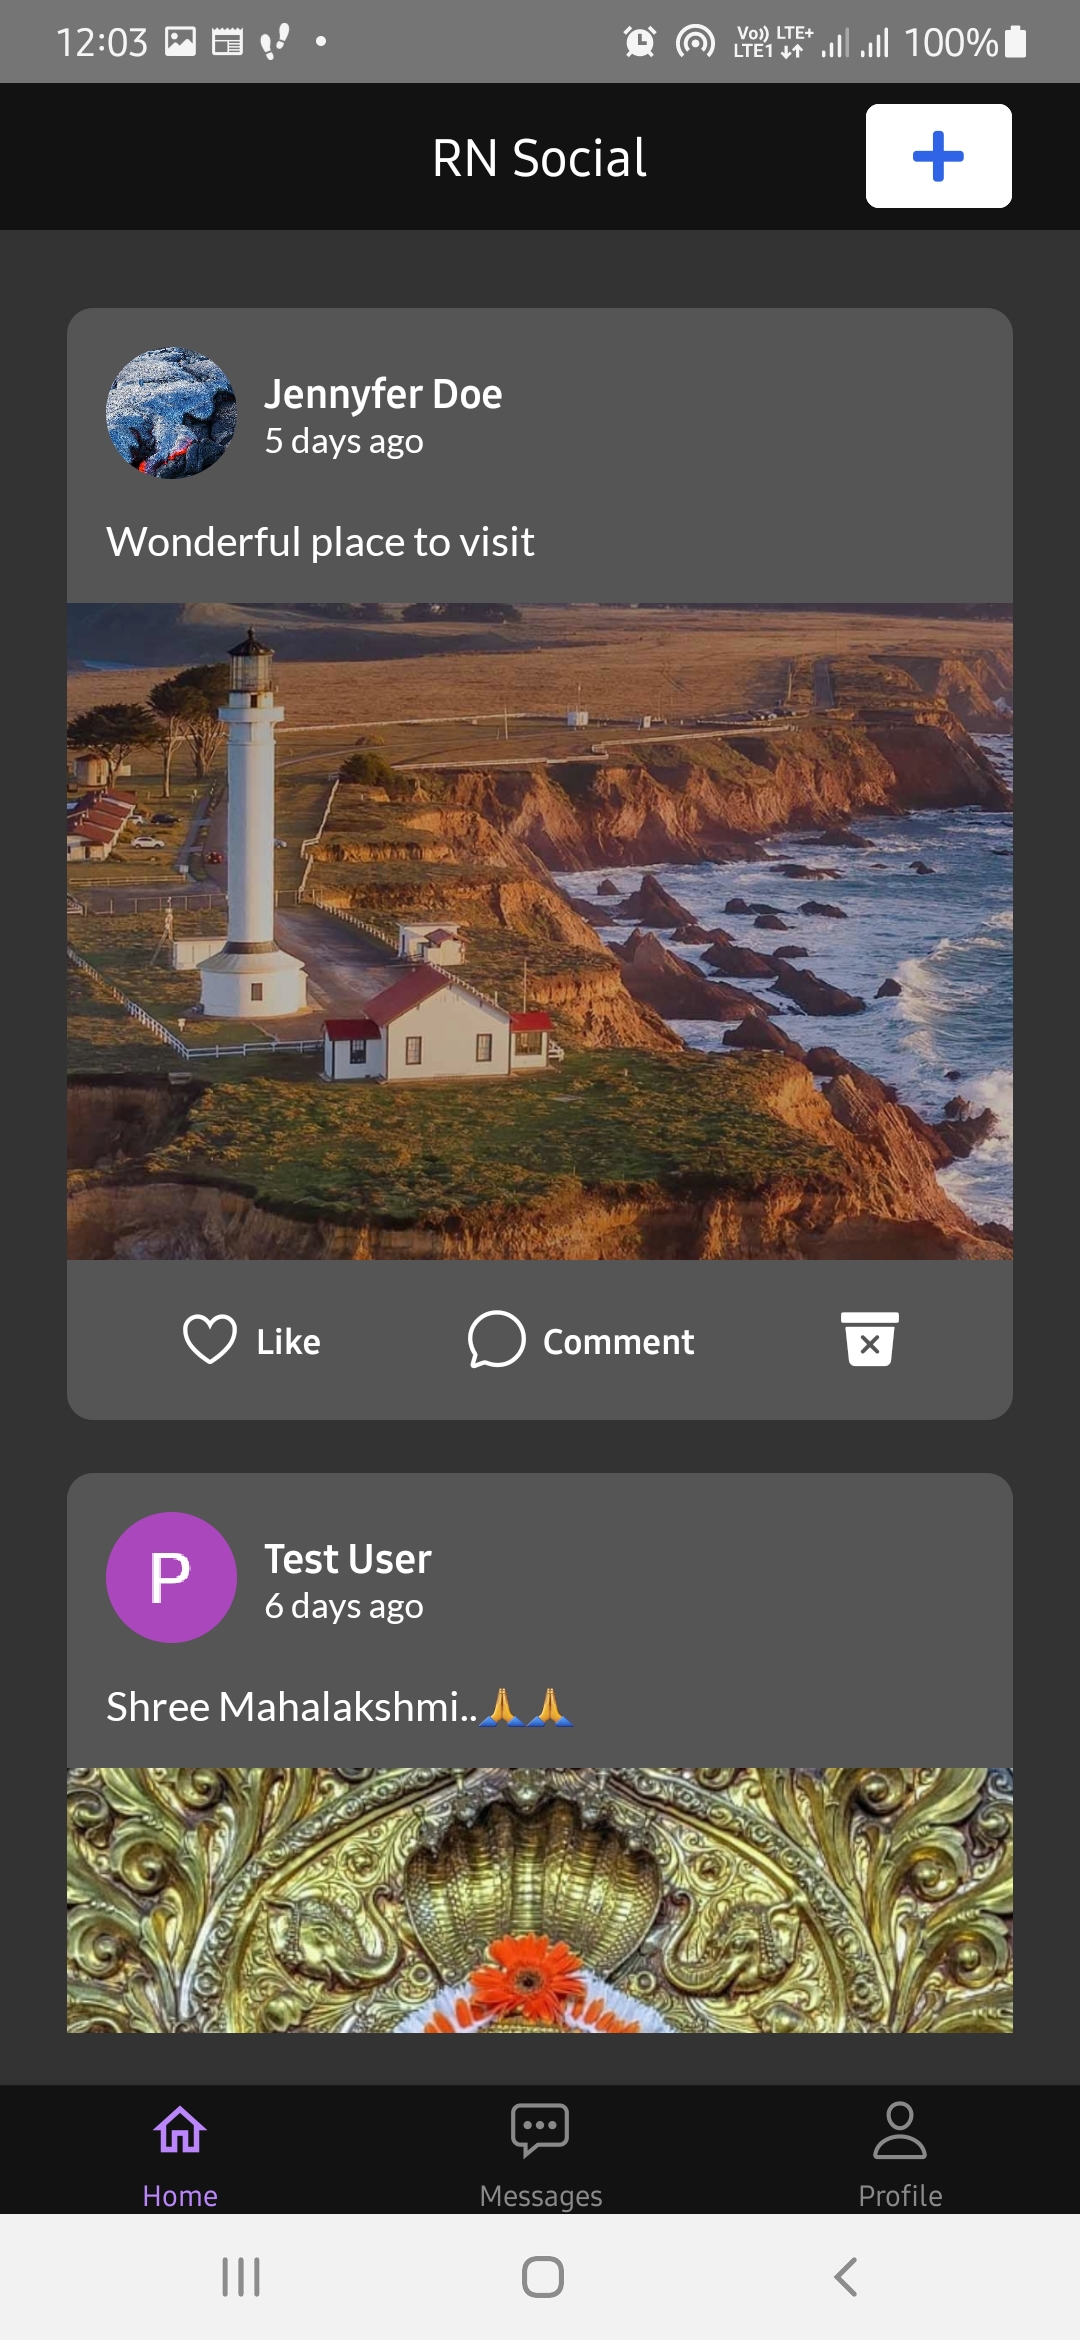 12:03
Vo)) LTE+
LTE1
100%
RN Social
Jennyfer Doe
5 days ago
Wonderful place to visit
Like
Comment
P
Test User
6 days ago
Shree Mahalakshmi..🙏🙏
Home
Messages
Profile